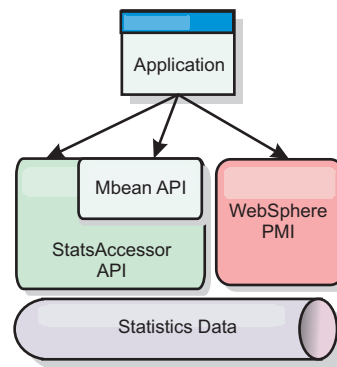 Application
Mbean API
WebSphere
PMI
StatsAccessor
API
Statistics Data